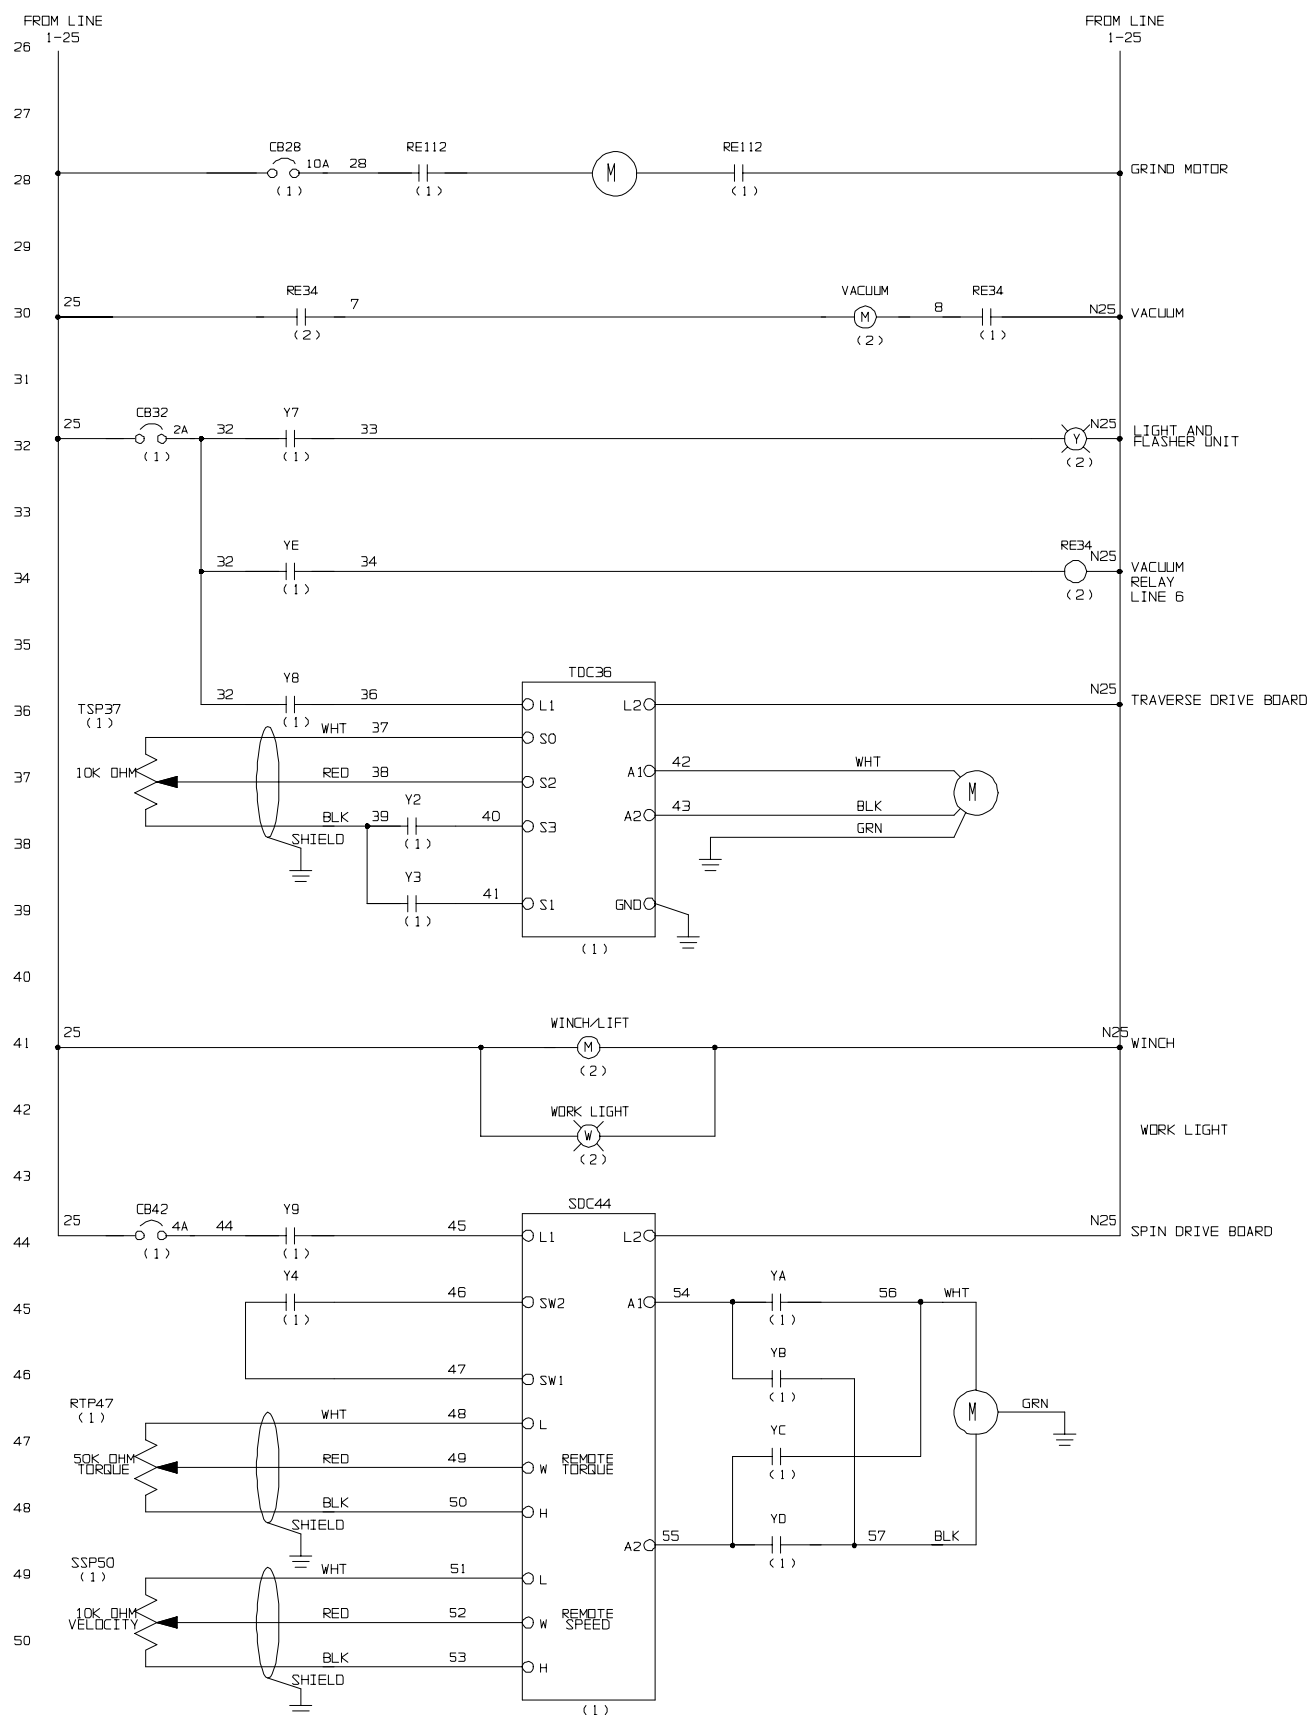 FROM LINE
1-25
FROM LINE
1-25
26
27
CB28
10A
28
(1)
RE112
(1)
M
RE112
(1)
28
GRIND MOTOR
29
25
RE34
(2)
7
VACUUM
M
(2)
8
RE34
(1)
N25
30
VACUUM
31
25
CB32
2A
(1)
32
Y7
(1)
33
Y
(2)
N25
32
LIGHT AND
FLASHER UNIT
33
32
YE
(1)
34
RE34
(2)
N25
34
VACUUM
RELAY
LINE 6
35
TDC36
32
Y8
(1)
36
L1
L2
N25
36
TRAVERSE DRIVE BOARD
TSP37
(1)
WHT
37
S0
37
10K OHM
RED
38
S2
A1
42
WHT
M
BLK
39
Y2
(1)
40
S3
A2
43
BLK
GRN
38
SHIELD
Y3
(1)
41
S1
GND
39
(1)
40
25
WINCH/LIFT
M
(2)
N25
41
WINCH
42
WORK LIGHT
W
(2)
WORK LIGHT
43
SDC44
25
CB42
4A
(1)
44
Y9
(1)
45
L1
L2
N25
44
SPIN DRIVE BOARD
Y4
(1)
46
SW2
A1
54
YA
(1)
56
WHT
45
YB
(1)
46
47
SW1
RTP47
(1)
WHT
48
L
M
GRN
47
50K OHM
TORQUE
RED
49
W
REMOTE
TORQUE
YC
(1)
48
BLK
50
H
SHIELD
A2
55
YD
(1)
57
BLK
49
SSP50
(1)
WHT
51
L
10K OHM
VELOCITY
RED
52
W
REMOTE
SPEED
50
BLK
53
H
SHIELD
(1)